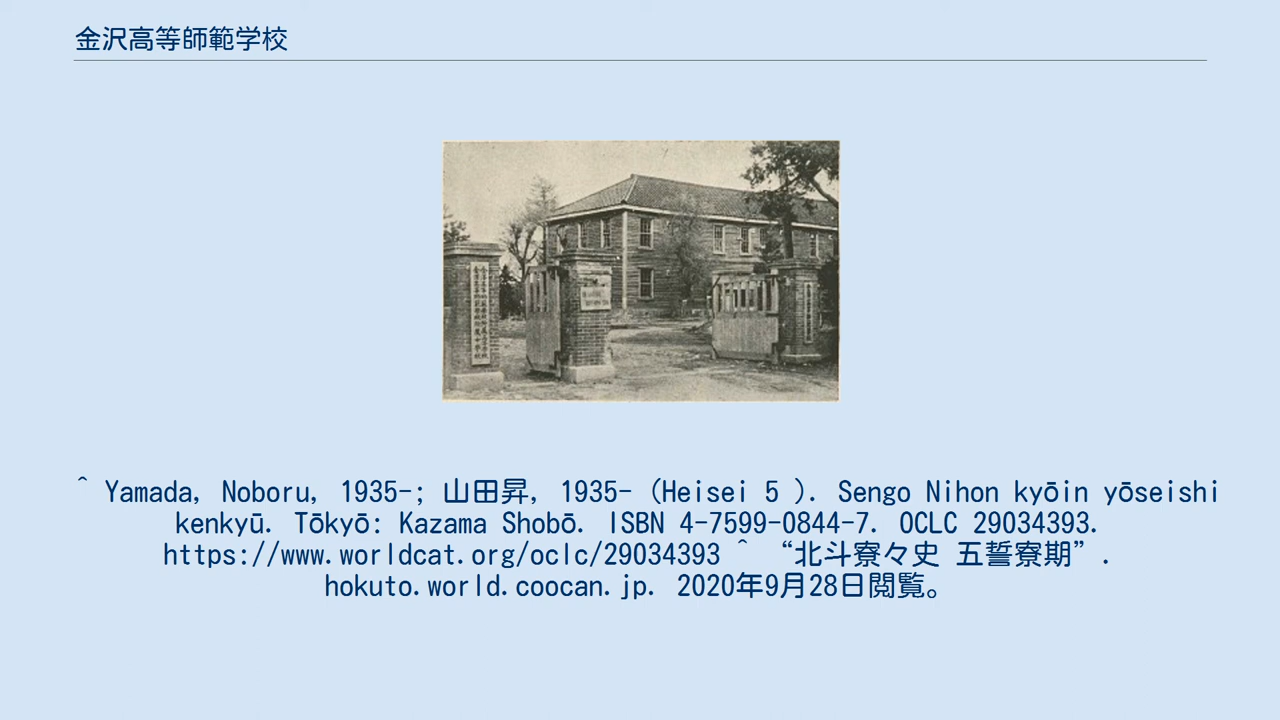 金沢高等師範学校
^ Yamada, Noboru, 1935-; 山田昇, 1935- (Heisei 5 ). Sengo Nihon kyōin yōseishi
kenkyū. Tōkyō: Kazama Shobō. ISBN 4-7599-0844-7. OCLC 29034393.
https://www.worldcat.org/oclc/29034393 ^ “北斗寮々史 五誓寮期”.
hokuto.world.coocan.jp. 2020年9月28日閲覧。